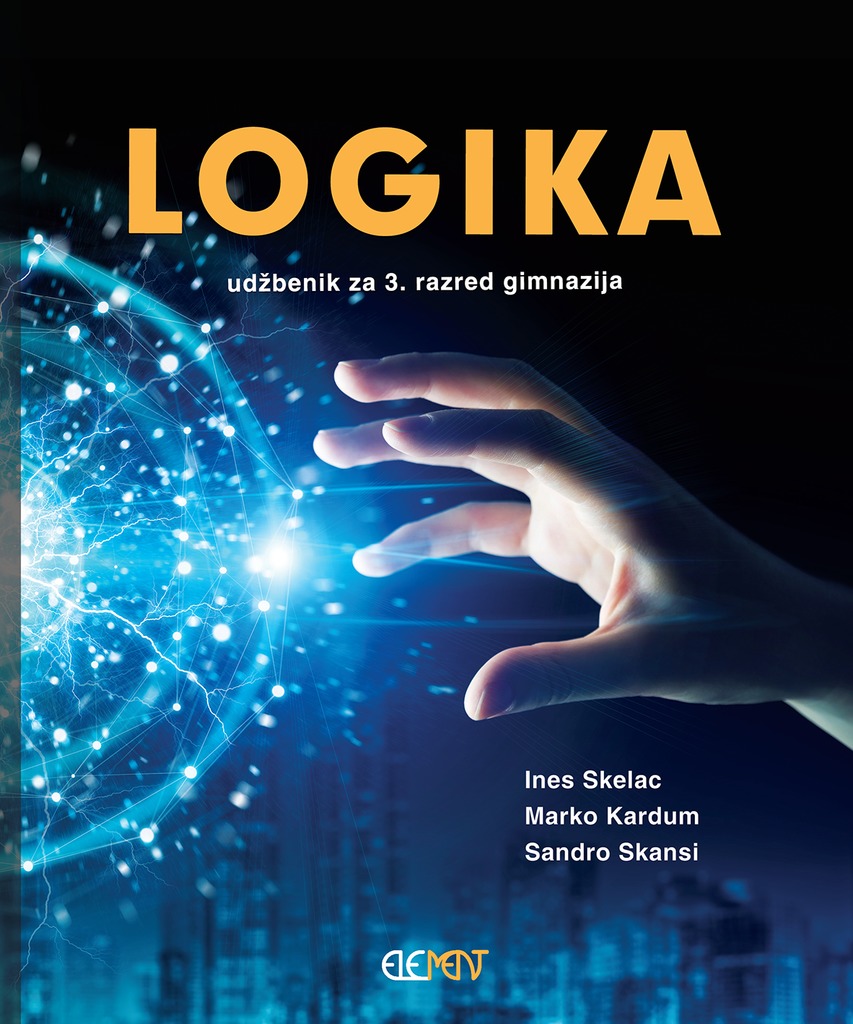 LOGIKA
udžbenik za 3. razred gimnazija
Ines Skelac
Marko Kardum
Sandro Skansi
ELEMENT